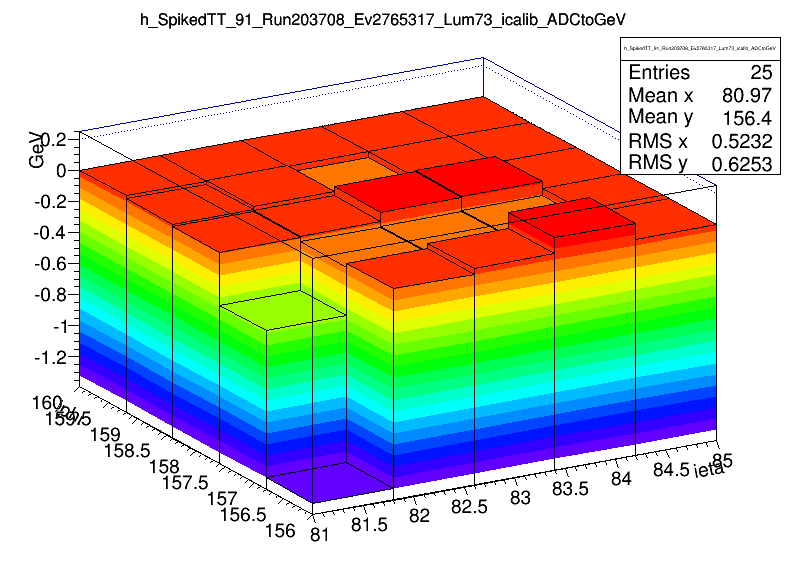 h_SpikedTT_91_Run203708_Ev2765317_Lum73_icalib_ADCtoGeV
h_SpikedTT_91_Run203708_Ev2765317_Lum73_icalib_ADCtoGeV
Entries 25
Mean x 80.97
Mean y 156.4
RMS x 0.5232
RMS y 0.6253
GeV
0.2
0
-0.2
-0.4
-0.6
-0.8
-1
-1.2
160
159.5
159
158.5
158
157.5
157
156.5
156
81
81.5
82
82.5
83
83.5
84
84.5
85
ieta